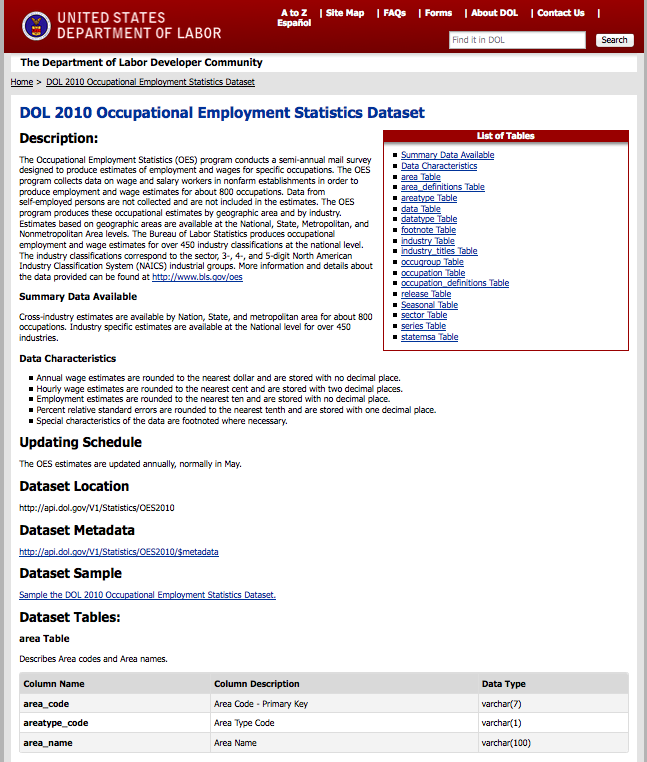 UNITED STATES
DEPARTMENT OF LABOR
A to Z | Site Map | FAQs | Forms | About DOL | Contact Us |
Español
Find it in DOL Search
The Department of Labor Developer Community
Home > DOL 2010 Occupational Employment Statistics Dataset
DOL 2010 Occupational Employment Statistics Dataset
Description:
The Occupational Employment Statistics (OES) program conducts a semi-annual mail survey
designed to produce estimates of employment and wages for specific occupations. The OES
program collects data on wage and salary workers in nonfarm establishments in order to
produce employment and wage estimates for about 800 occupations. Data from
self-employed persons are not collected and are not included in the estimates. The OES
program produces these occupational estimates by geographic area and by industry.
Estimates based on geographic areas are available at the National, State, Metropolitan, and
Nonmetropolitan Area levels. The Bureau of Labor Statistics produces occupational
employment and wage estimates for over 450 industry classifications at the national level.
The industry classifications correspond to the sector, 3-, 4-, and 5-digit North American
Industry Classification System (NAICS) industrial groups. More information and details about
the data provided can be found at http://www.bls.gov/oes
List of Tables
Summary Data Available
Data Characteristics
area Table
area_definitions Table
areatype Table
data Table
datatype Table
footnote Table
industry Table
industry_titles Table
occugroup Table
occupation Table
occupation_definitions Table
release Table
Seasonal Table
sector Table
series Table
statemsa Table
Summary Data Available
Cross-industry estimates are available by Nation, State, and metropolitan area for about 800
occupations. Industry specific estimates are available at the National level for over 450
industries.
Data Characteristics
Annual wage estimates are rounded to the nearest dollar and are stored with no decimal place.
Hourly wage estimates are rounded to the nearest cent and are stored with two decimal places.
Employment estimates are rounded to the nearest ten and are stored with no decimal place.
Percent relative standard errors are rounded to the nearest tenth and are stored with one decimal place.
Special characteristics of the data are footnoted where necessary.
Updating Schedule
The OES estimates are updated annually, normally in May.
Dataset Location
http://api.dol.gov/V1/Statistics/OES2010
Dataset Metadata
http://api.dol.gov/V1/Statistics/OES2010/$metadata
Dataset Sample
Sample the DOL 2010 Occupational Employment Statistics Dataset.
Dataset Tables:
area Table
Describes Area codes and Area names.
Column Name Column Description Data Type
area_code Area Code - Primary Key varchar(7)
areatype_code Area Type Code varchar(1)
area_name Area Name varchar(100)